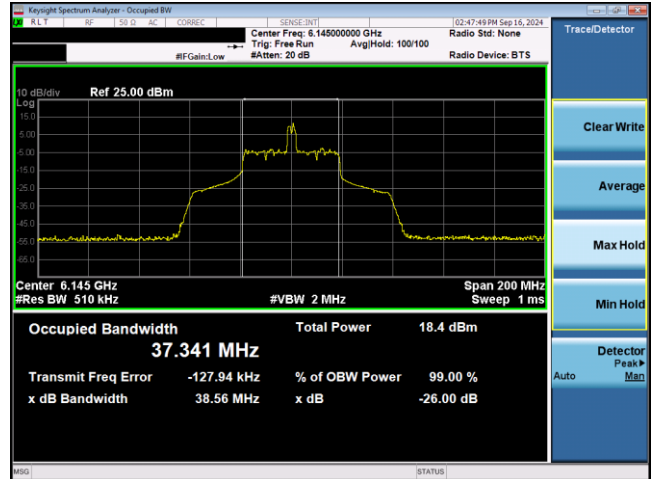 Keysight Spectrum Analyzer - Occupied BW
RLT RF 50 Ω AC CORREC SENSE:INT 02:47:49 PM Sep 16, 2024
Center Freq: 6.145000000 GHz Radio Std: None
Trig: Free Run Avg|Hold: 100/100
#IFGain:Low #Atten: 20 dB Radio Device: BTS
Trace/Detector
10 dB/div Ref 25.00 dBm
Log
15.0
5.00
-5.00
-15.0
-25.0
-35.0
-45.0
-55.0
-65.0
Center 6.145 GHz Span 200 MHz
#Res BW 510 kHz #VBW 2 MHz Sweep 1 ms
Occupied Bandwidth Total Power 18.4 dBm
37.341 MHz
Transmit Freq Error -127.94 kHz % of OBW Power 99.00 %
x dB Bandwidth 38.56 MHz x dB -26.00 dB
Clear Write
Average
Max Hold
Min Hold
Detector
Peak▶
Auto Man
MSG STATUS